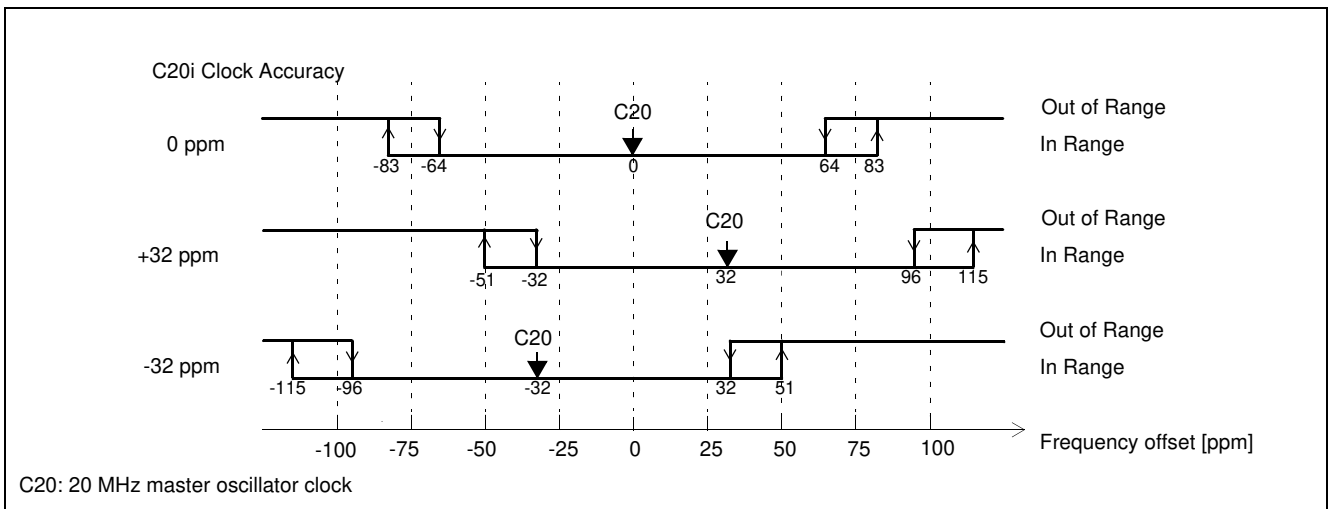 C20i Clock Accuracy
C20
Out of Range
0 ppm
In Range
-83 -64 0 64 83
C20
Out of Range
+32 ppm
In Range
-51 -32 32 96 115
C20
Out of Range
-32 ppm
In Range
-115 -96 -32 32 51
-100 -75 -50 -25 0 25 50 75 100
Frequency offset [ppm]
C20: 20 MHz master oscillator clock